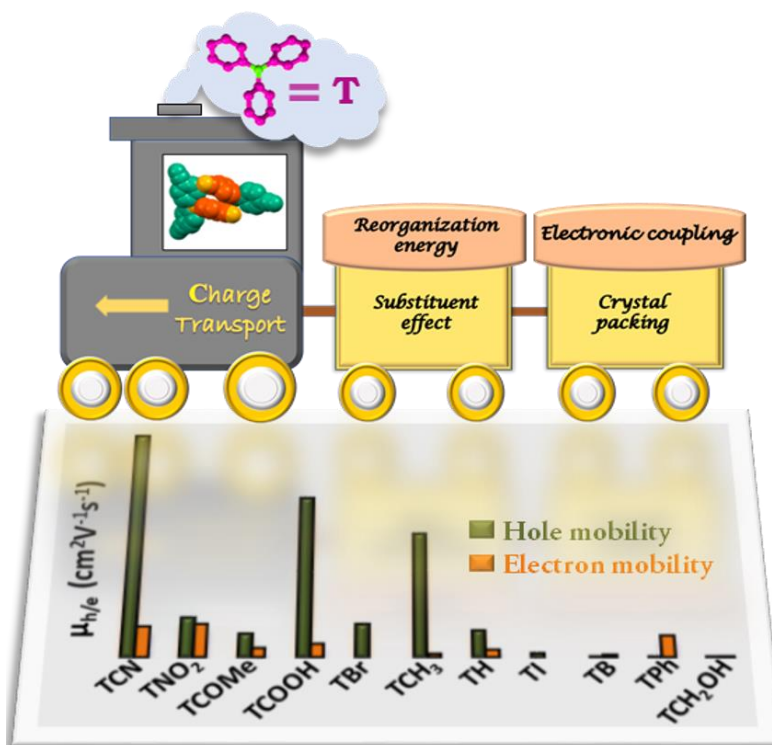 = T
Reorganization
energy
Electronic coupling
Charge
Transport
Substituent
effect
Crystal
packing
μh/e (cm²V⁻¹s⁻¹)
Hole mobility
Electron mobility
TCN
TNO₂
TCOMe
TCOOH
TBr
TCH₃
TH
TI
TB
TPh
TCH₂OH